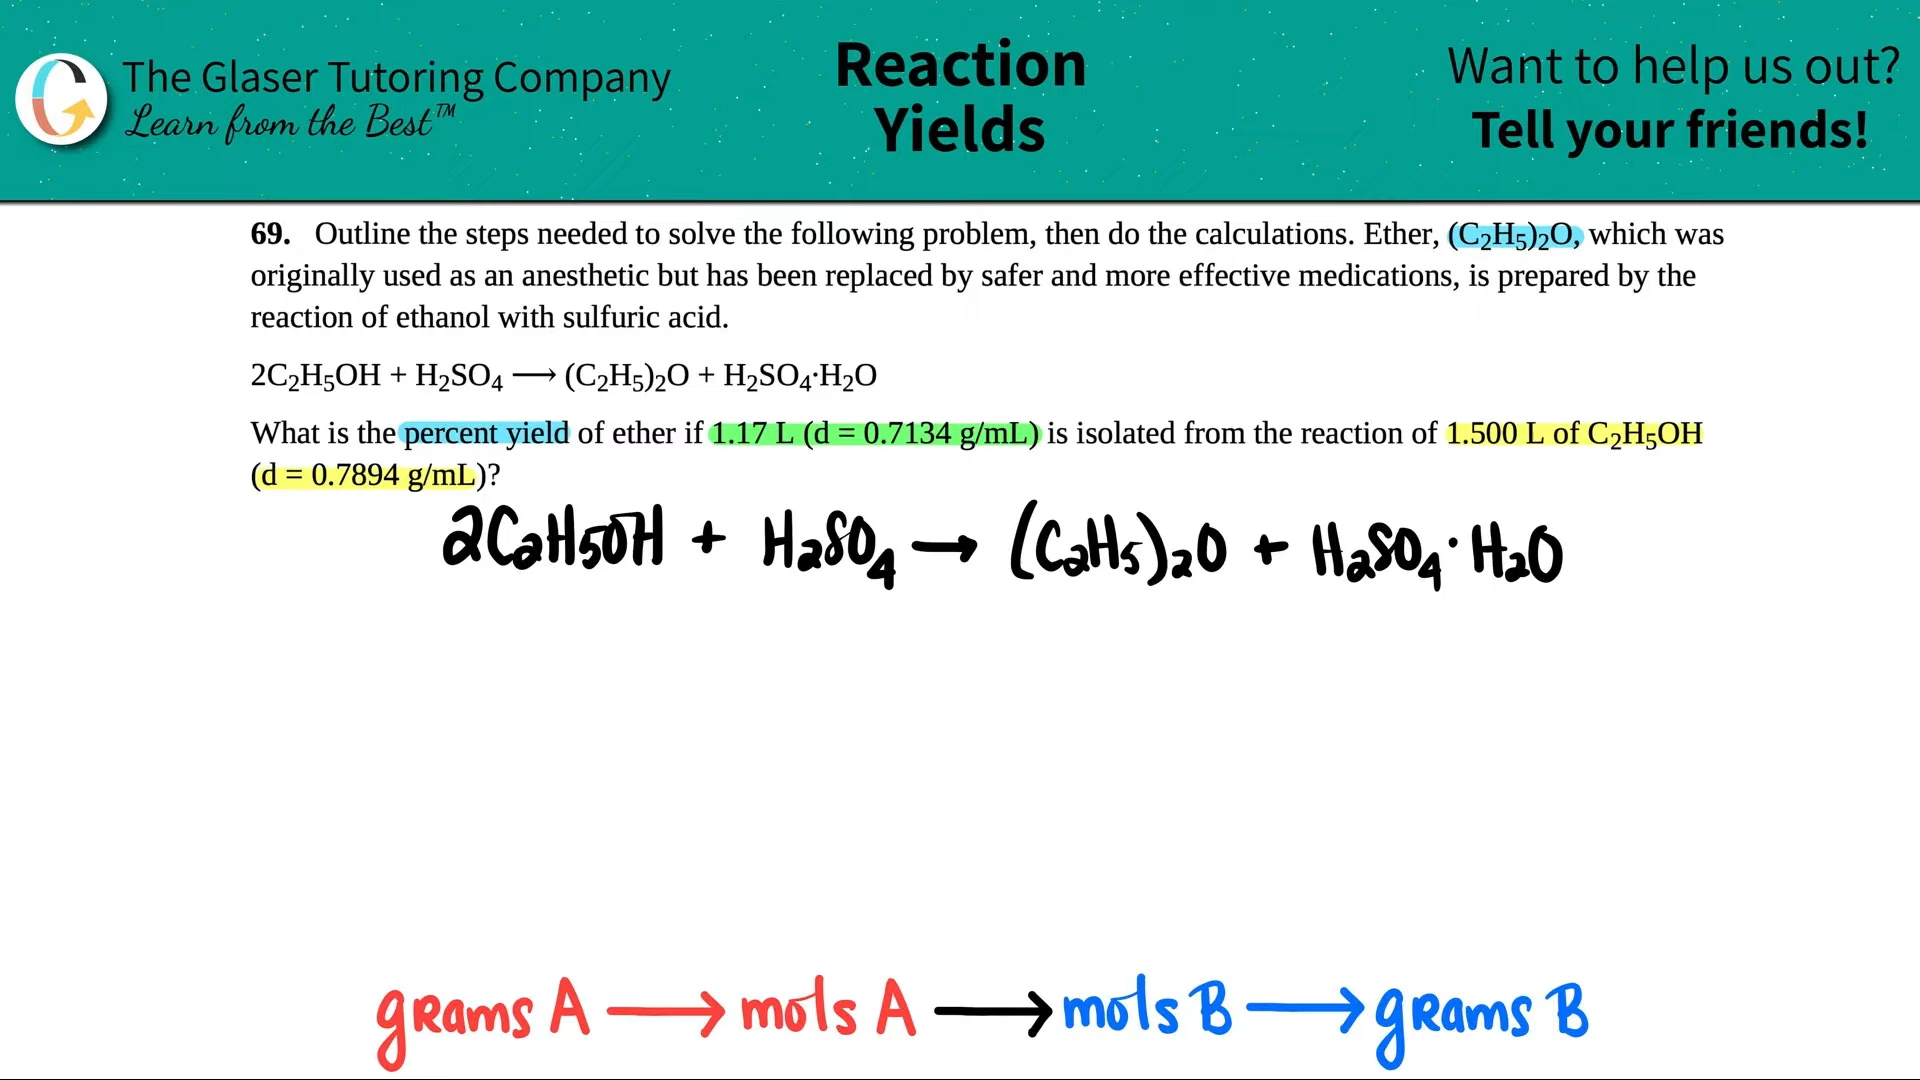 The Glaser Tutoring Company
Learn from the Best™
Reaction
Yields
Want to help us out?
Tell your friends!
69. Outline the steps needed to solve the following problem, then do the calculations. Ether, (C₂H₅)₂O, which was
originally used as an anesthetic but has been replaced by safer and more effective medications, is prepared by the
reaction of ethanol with sulfuric acid.
2C₂H₅OH + H₂SO₄ ⟶ (C₂H₅)₂O + H₂SO₄·H₂O
What is the percent yield of ether if 1.17 L (d = 0.7134 g/mL) is isolated from the reaction of 1.500 L of C₂H₅OH
(d = 0.7894 g/mL)?
2C₂H₅OH + H₂SO₄ → (C₂H₅)₂O + H₂SO₄·H₂O
grams A → mols A → mols B → grams B